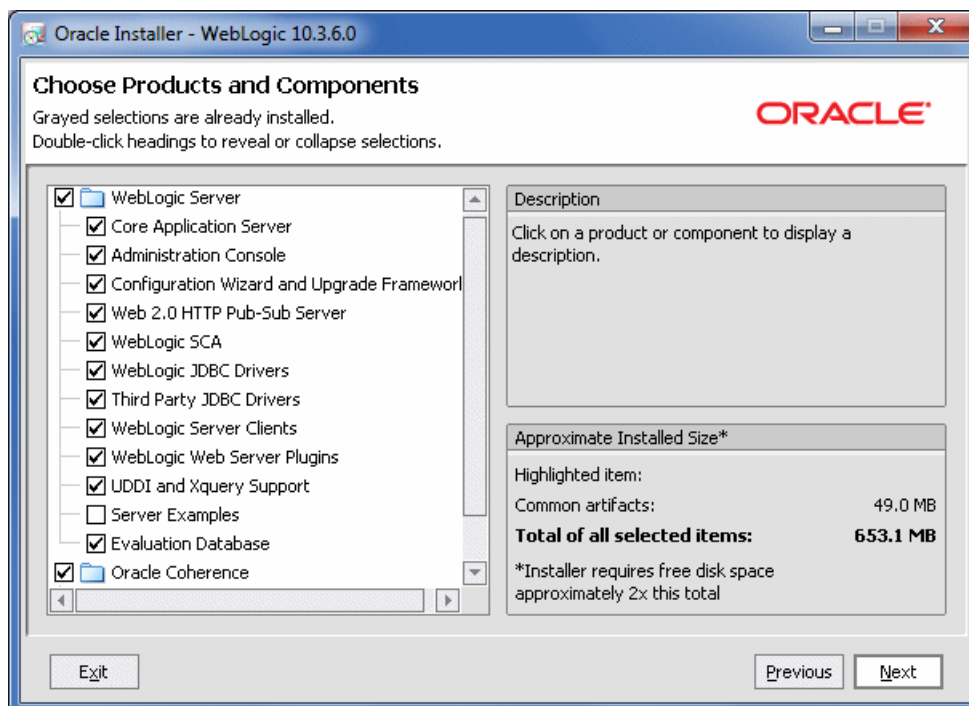 Oracle Installer - WebLogic 10.3.6.0
Choose Products and Components
Grayed selections are already installed.
Double-click headings to reveal or collapse selections.
ORACLE
WebLogic Server
Core Application Server
Administration Console
Configuration Wizard and Upgrade Framework
Web 2.0 HTTP Pub-Sub Server
WebLogic SCA
WebLogic JDBC Drivers
Third Party JDBC Drivers
WebLogic Server Clients
WebLogic Web Server Plugins
UDDI and Xquery Support
Server Examples
Evaluation Database
Oracle Coherence
Description
Click on a product or component to display a
description.
Approximate Installed Size*
Highlighted item:
Common artifacts: 49.0 MB
Total of all selected items: 653.1 MB
*Installer requires free disk space
approximately 2x this total
Exit
Previous
Next